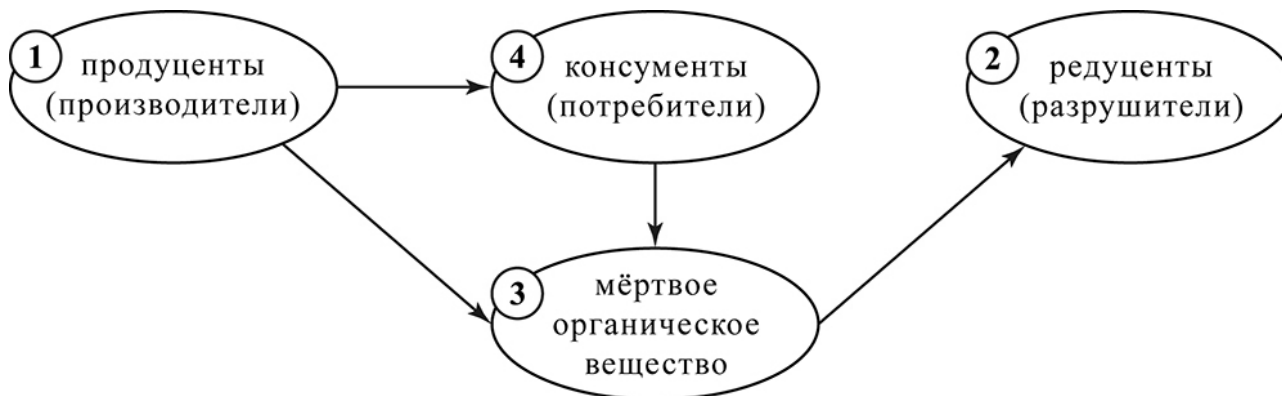 1
продуценты
(производители)
4
консументы
(потребители)
2
редуценты
(разрушители)
3
мёртвое
органическое
вещество